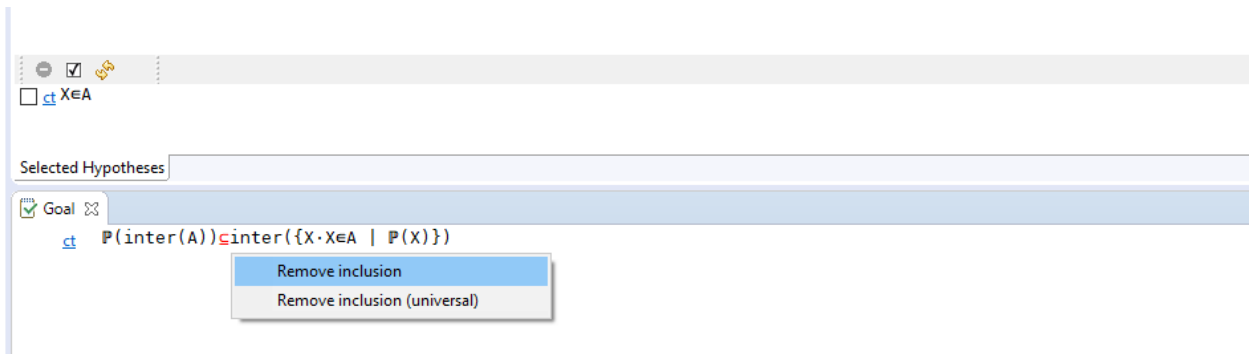 ct X∈A
Selected Hypotheses
Goal
ct ℙ(inter(A))⊆inter({X·X∈A ∣ ℙ(X)})
Remove inclusion
Remove inclusion (universal)